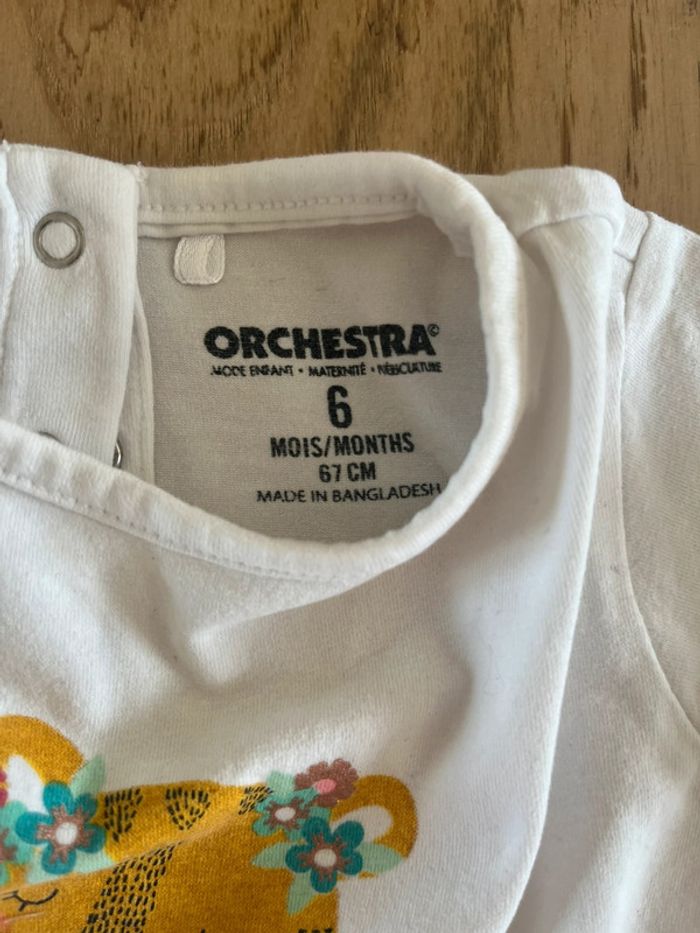 ORCHESTRA©
MODE ENFANT • MATERNITÉ • PUÉRICULTURE
6
MOIS/MONTHS
67 CM
MADE IN BANGLADESH